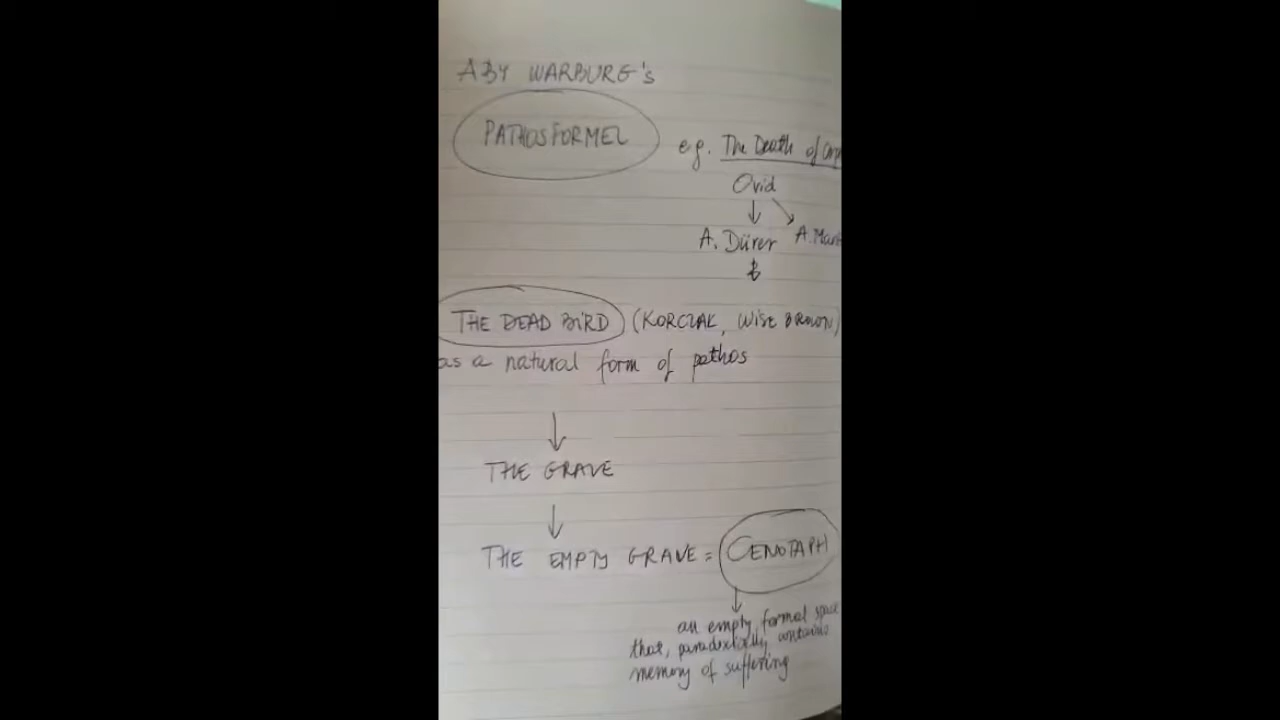 ABY WARBURG's
PATHOSFORMEL
e.g. The Death of
Ovid
A. Dürer
A.
THE DEAD BIRD (KORCZAK, WISE BROWN)
as a natural form of pathos
THE GRAVE
THE EMPTY GRAVE = CENOTAPH
an empty, formal space
that, paradoxically, contains
memory of suffering